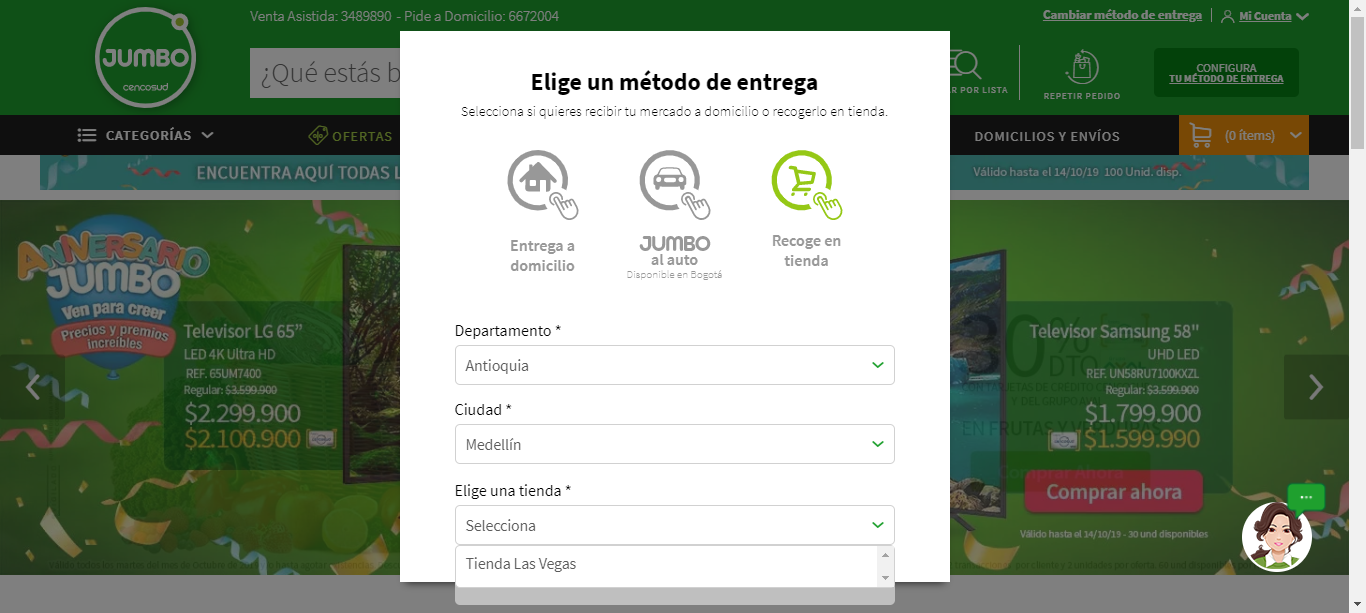 Venta Asistida: 3489890 - Pide a Domicilio: 6672004
Cambiar método de entrega
Mi Cuenta
JUMBO
cencosud
¿Qué estás b
R POR LISTA
REPETIR PEDIDO
CONFIGURA
TU MÉTODO DE ENTREGA
CATEGORÍAS
OFERTAS
DOMICILIOS Y ENVÍOS
(0 ítems)
ENCUENTRA AQUÍ TODAS L
Válido hasta el 14/10/19 100 Unid. disp.
Elige un método de entrega
Selecciona si quieres recibir tu mercado a domicilio o recogerlo en tienda.
Entrega a
domicilio
JUMBO
al auto
Disponible en Bogotá
Recoge en
tienda
Departamento *
Antioquia
Ciudad *
Medellín
Elige una tienda *
Selecciona
Tienda Las Vegas
ANIVERSARIO
JUMBO
Ven para creer
Precios y premios
increíbles
Televisor LG 65”
LED 4K Ultra HD
REF. 65UM7400
Regular: $3.599.900
$2.299.900
$2.100.900
Televisor Samsung 58"
UHD LED
REF. UN58RU7100KXZL
Regular: $3.599.900
$1.799.900
$1.599.990
0%
DTO
EN FRUTAS Y VERDURAS
Comprar Ahora
Comprar ahora
Válido hasta el 14/10/19 - 30 und disponibles